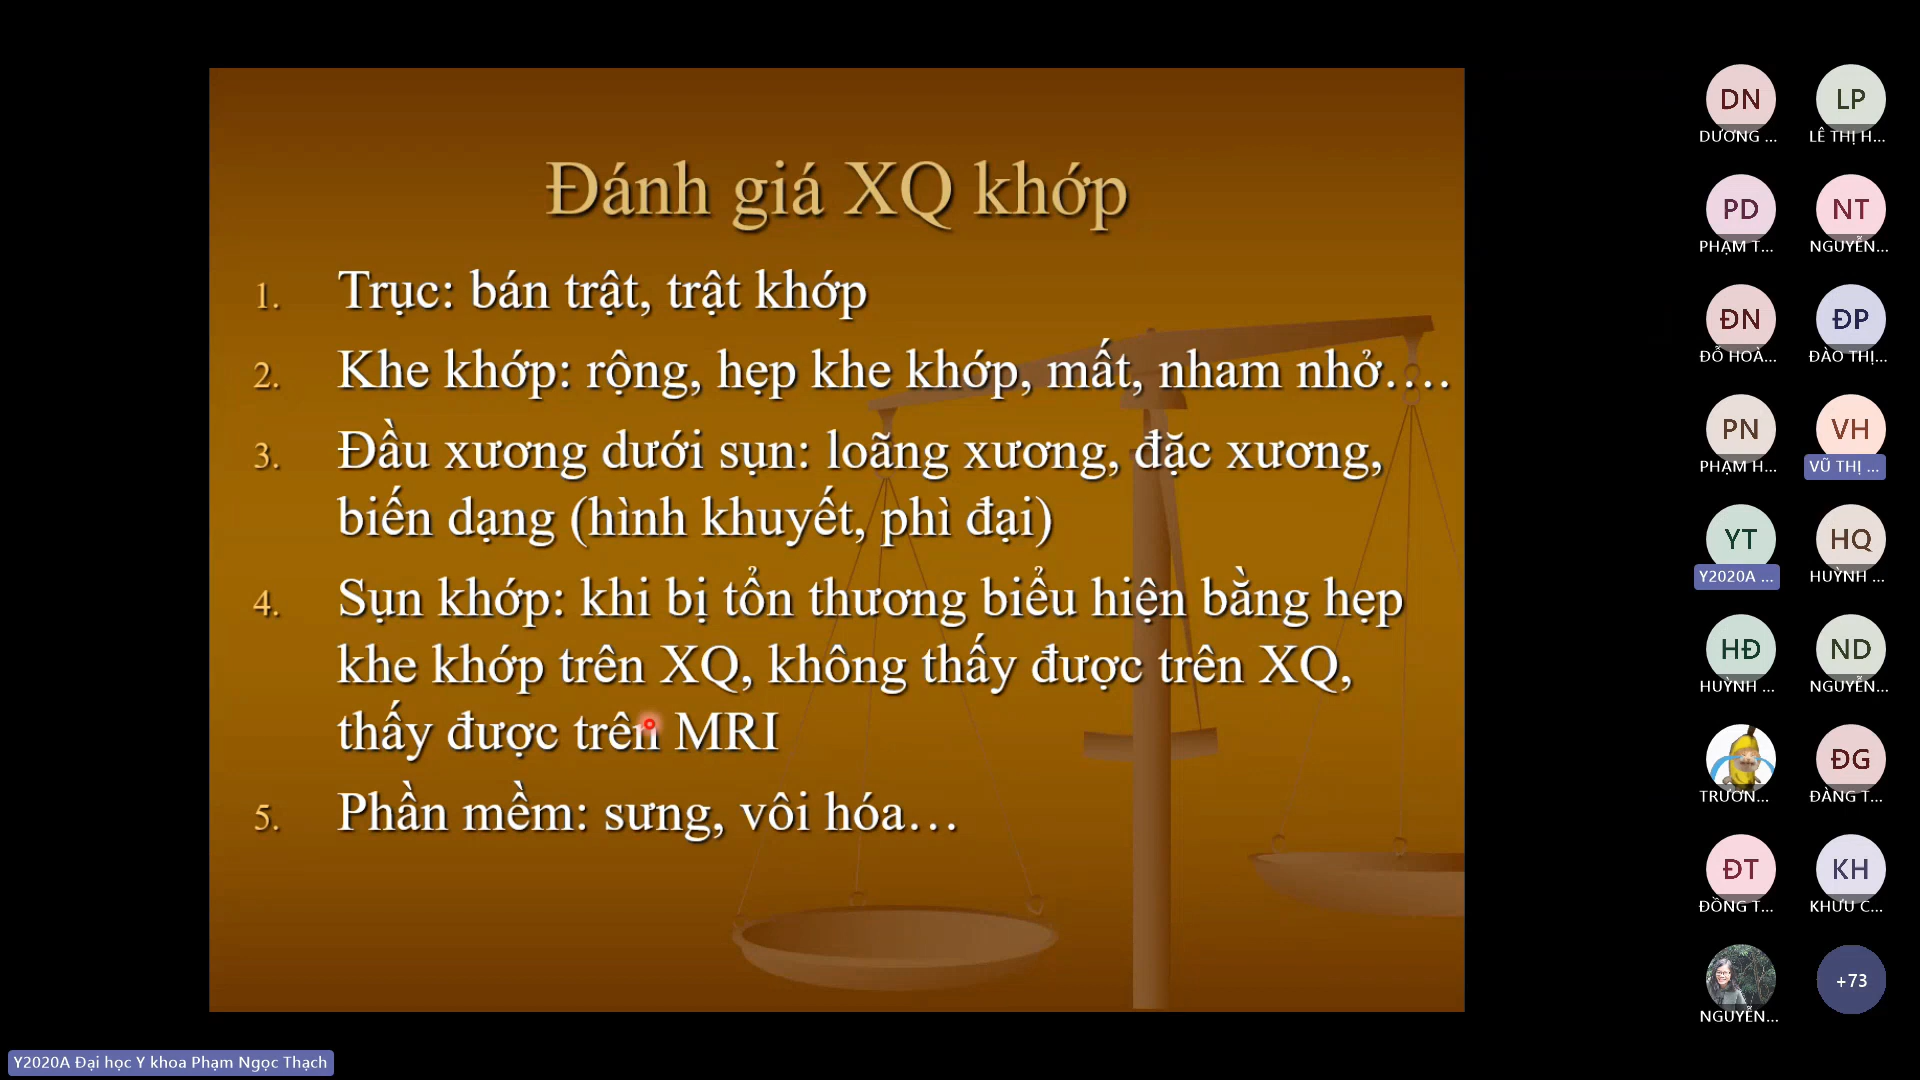 Đánh giá XQ khớp
1. Trục: bán trật, trật khớp
2. Khe khớp: rộng, hẹp khe khớp, mất, nham nhở….
3. Đầu xương dưới sụn: loãng xương, đặc xương,
biến dạng (hình khuyết, phì đại)
4. Sụn khớp: khi bị tổn thương biểu hiện bằng hẹp
khe khớp trên XQ, không thấy được trên XQ,
thấy được trên MRI
5. Phần mềm: sưng, vôi hóa…
DN LP
DƯƠNG ... LÊ THỊ H...
PD NT
PHẠM T... NGUYỄN...
ĐN ĐP
ĐỖ HOÀ... ĐÀO THỊ...
PN VH
PHẠM H... VŨ THỊ ...
YT HQ
Y2020A ... HUỲNH ...
HĐ ND
HUỲNH ... NGUYỄN...
ĐG
TRƯƠN... ĐÀNG T...
ĐT KH
ĐỒNG T... KHƯU C...
+73
NGUYỄN...
Y2020A Đại học Y khoa Phạm Ngọc Thạch